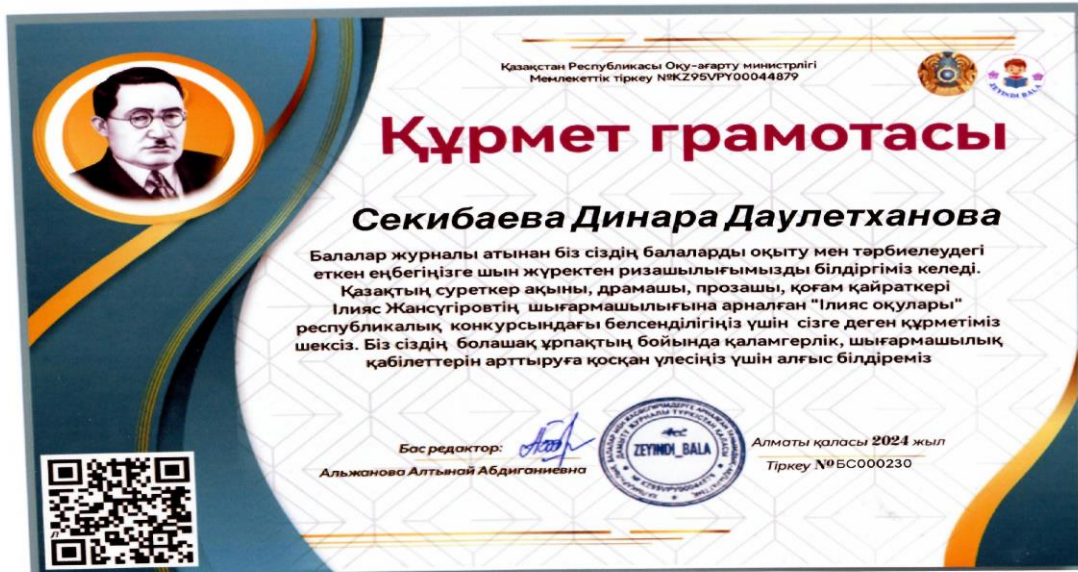 Қазақстан Республикасы Оқу-ағарту министрлігі
Мемлекеттік тіркеу №KZ95VPY00044879
ZEYINDI BALA
Құрмет грамотасы
Секибаева Динара Даулетханова
Балалар журналы атынан біз сіздің балаларды оқыту мен тәрбиелеудегі
еткен еңбегіңізге шын жүректен ризашылығымызды білдіргіміз келеді.
Қазақтың суреткер ақыны, драмашы, прозашы, қоғам қайраткері
Ілияс Жансүгіровтің шығармашылығына арналған "Ілияс оқулары"
республикалық конкурсындағы белсенділігіңіз үшін сізге деген құрметіміз
шексіз. Біз сіздің болашақ ұрпақтың бойында қаламгерлік, шығармашылық
қабілеттерін арттыруға қосқан үлесіңіз үшін алғыс білдіреміз
Бас редактор:
Альжанова Алтынай Абдиганиевна
ZEYINDI_BALA
№ KZ95VPY00044879
Алматы қаласы 2024 жыл
Тіркеу №БС000230